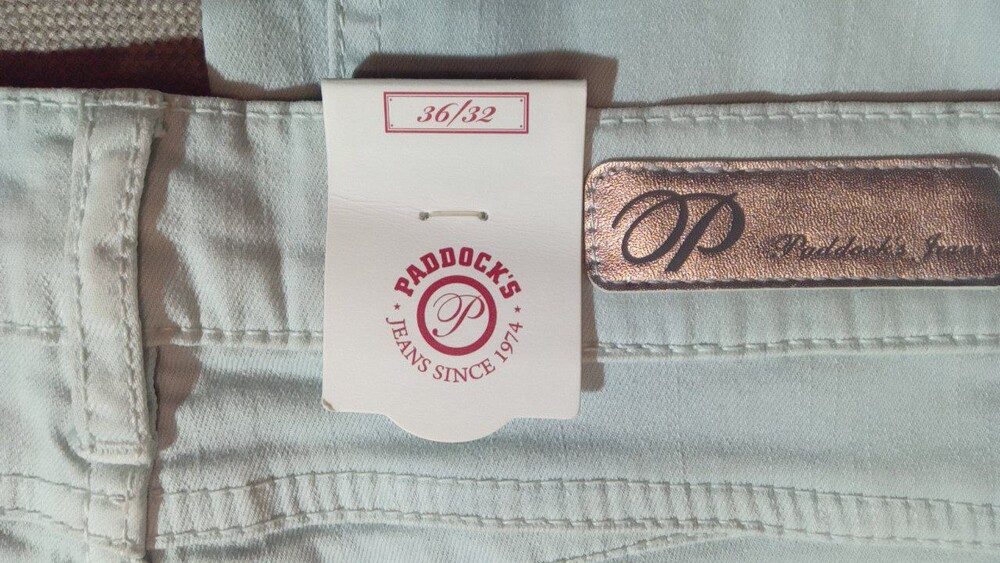 36/32
PADDOCK'S
P
JEANS SINCE 1974
P Paddock's Jeans